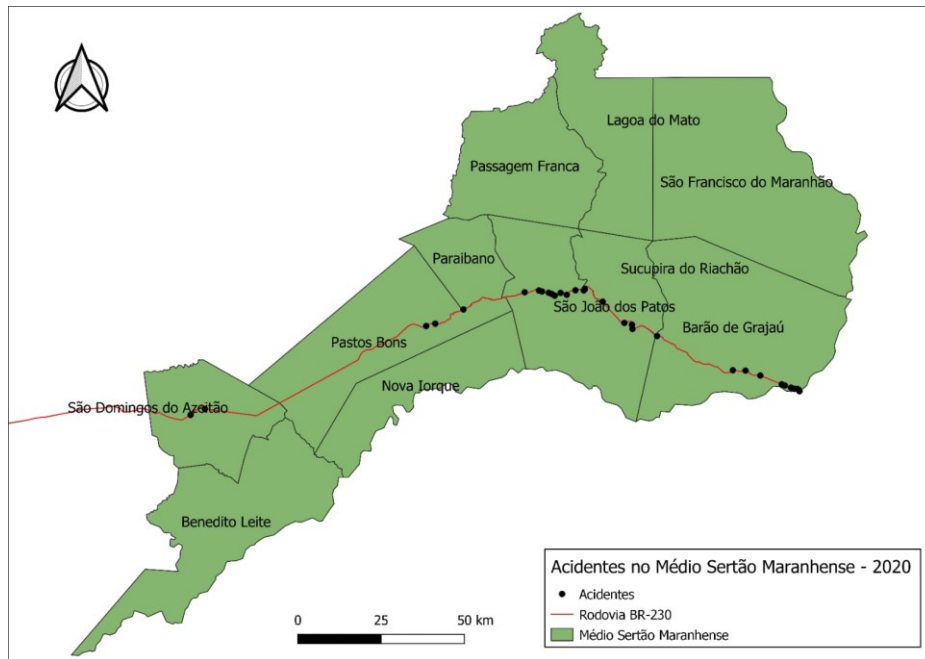 Lagoa do Mato
Passagem Franca
São Francisco do Maranhão
Paraibano
Sucupira do Riachão
São João dos Patos
Barão de Grajaú
Pastos Bons
Nova Iorque
São Domingos do Azeitão
Benedito Leite
Acidentes no Médio Sertão Maranhense - 2020
Acidentes
Rodovia BR-230
Médio Sertão Maranhense
0 25 50 km